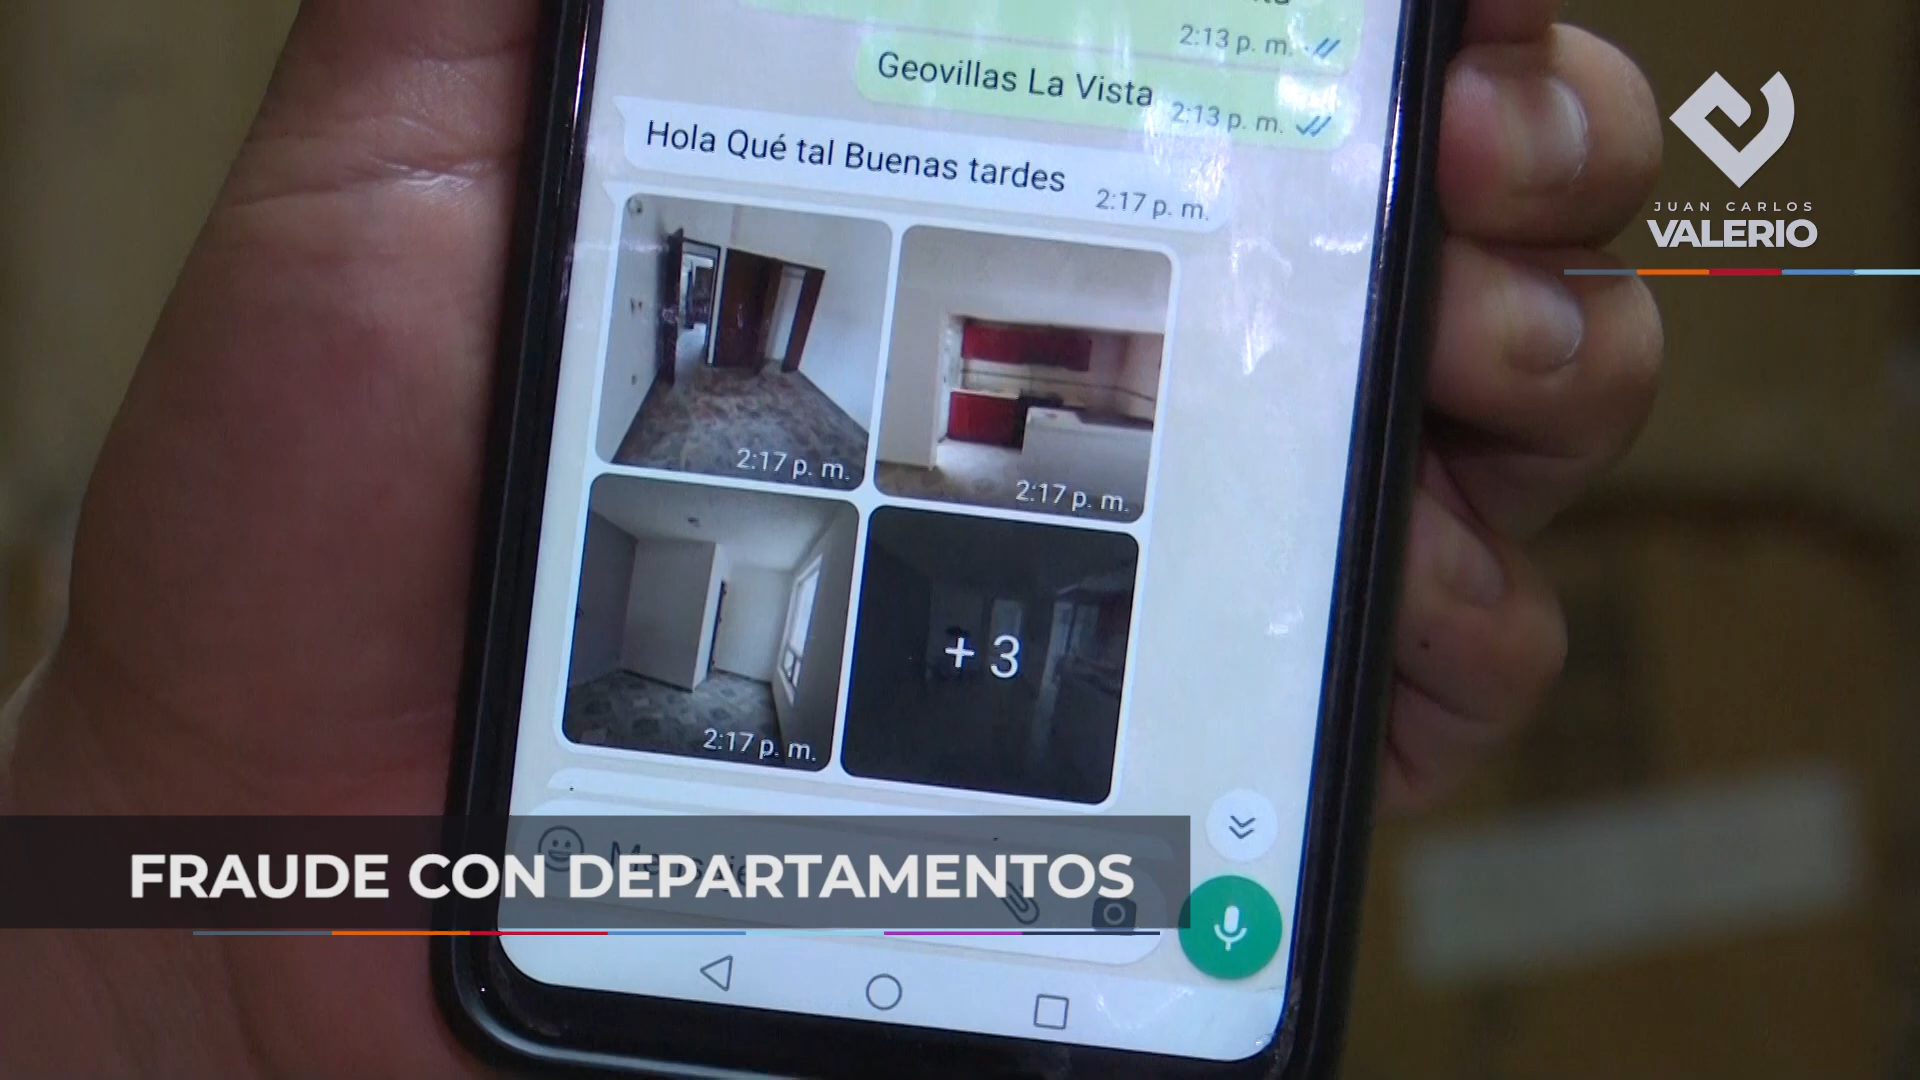 2:13 p. m.
Geovillas La Vista
2:13 p. m.
Hola Qué tal Buenas tardes
2:17 p. m.
2:17 p. m.
2:17 p. m.
2:17 p. m.
+ 3
JUAN CARLOS
VALERIO
FRAUDE CON DEPARTAMENTOS